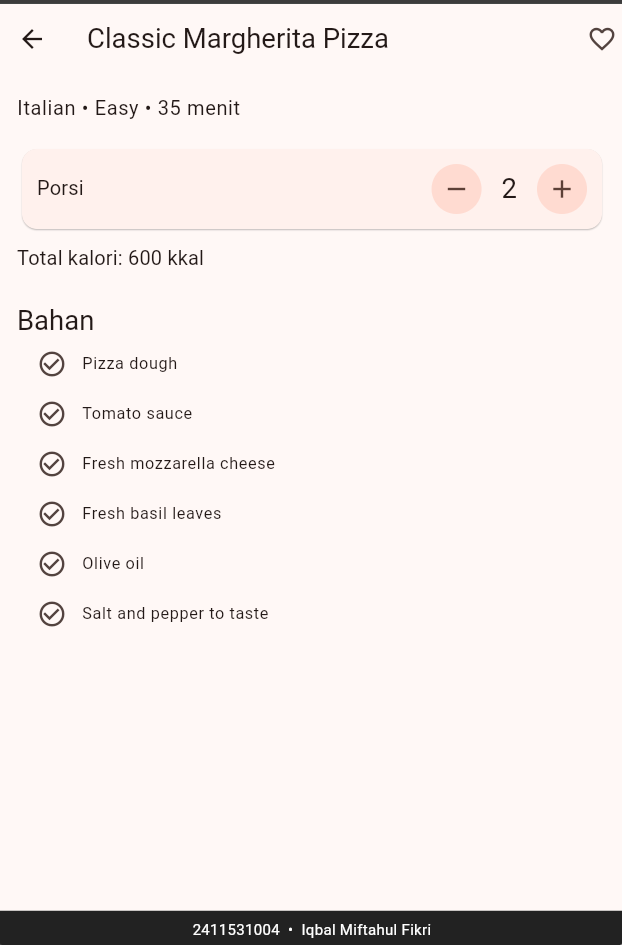 Classic Margherita Pizza
Italian • Easy • 35 menit
Porsi
2
Total kalori: 600 kkal
Bahan
Pizza dough
Tomato sauce
Fresh mozzarella cheese
Fresh basil leaves
Olive oil
Salt and pepper to taste
2411531004 • Iqbal Miftahul Fikri